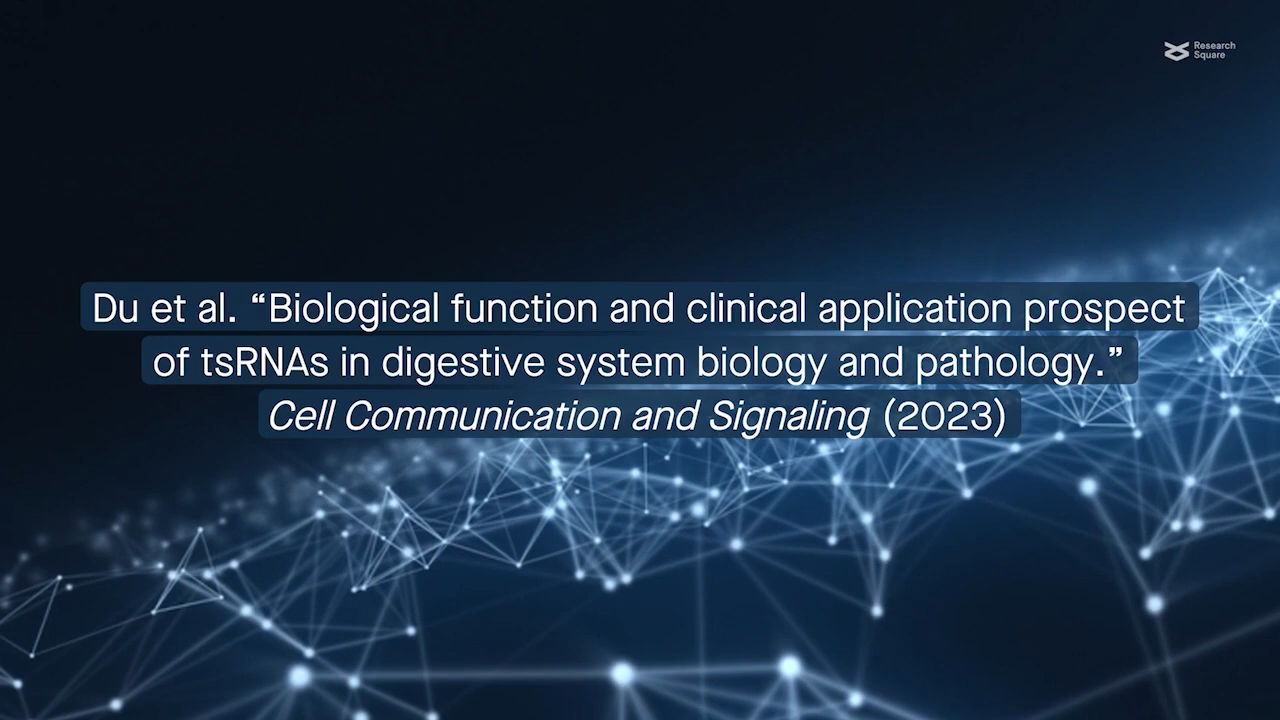 Research
Square
Du et al. “Biological function and clinical application prospect
of tsRNAs in digestive system biology and pathology.”
Cell Communication and Signaling (2023)